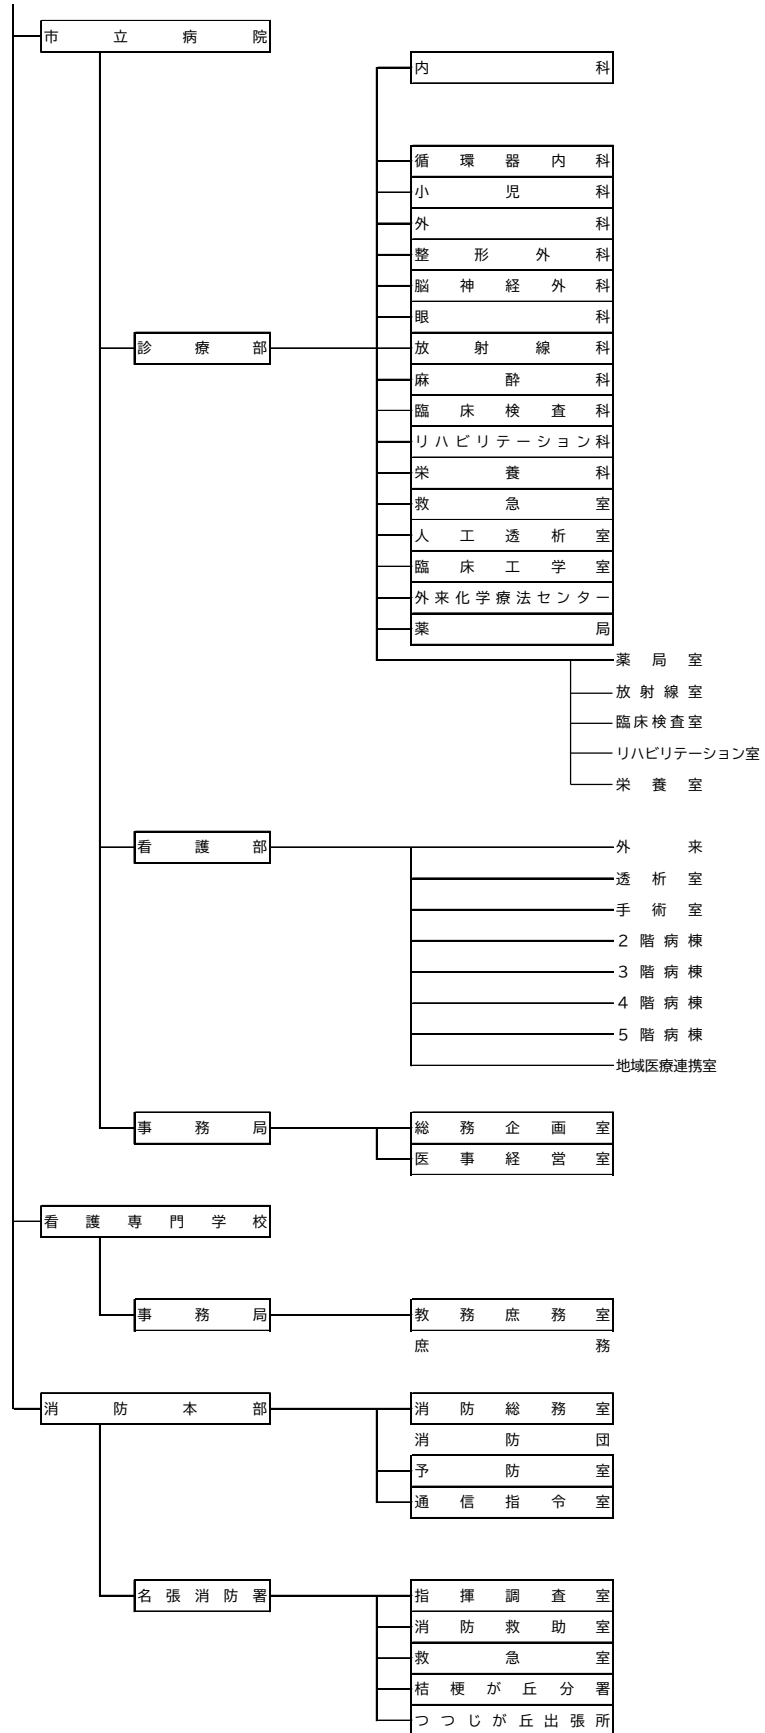 市立病院
内科
循環器内科
小児科
外科
整形外科
脳神経外科
眼科
診療部 放射線科
麻酔科
臨床検査科
リハビリテーション科
栄養科
救急室
人工透析室
臨床工学室
外来化学療法センター
薬局
薬局室
放射線室
臨床検査室
リハビリテーション室
栄養室
看護部 外来
透析室
手術室
２階病棟
３階病棟
４階病棟
５階病棟
地域医療連携室
事務局 総務企画室
医事経営室
看護専門学校
事務局 教務庶務室
庶務
消防本部 消防総務室
消防団
予防室
通信指令室
名張消防署 指揮調査室
消防救助室
救急室
桔梗が丘分署
つつじが丘出張所